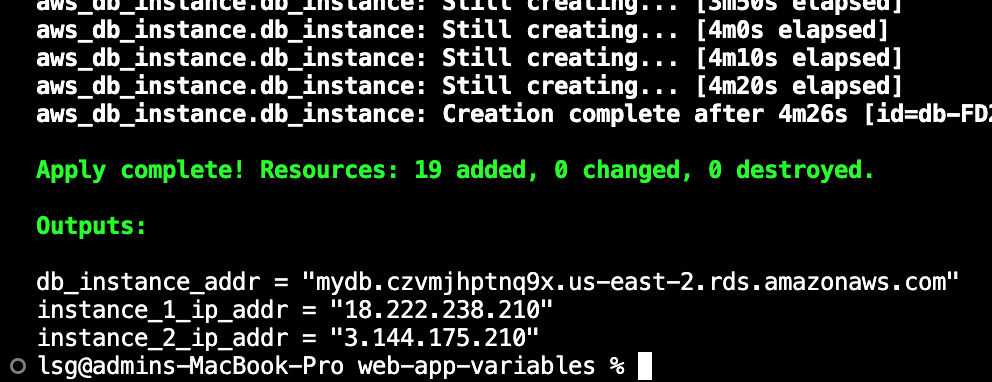 aws_db_instance.db_instance: Still creating... [3m50s elapsed]
aws_db_instance.db_instance: Still creating... [4m0s elapsed]
aws_db_instance.db_instance: Still creating... [4m10s elapsed]
aws_db_instance.db_instance: Still creating... [4m20s elapsed]
aws_db_instance.db_instance: Creation complete after 4m26s [id=db-FD2
Apply complete! Resources: 19 added, 0 changed, 0 destroyed.
Outputs:
db_instance_addr = "mydb.czvmjhptnq9x.us-east-2.rds.amazonaws.com"
instance_1_ip_addr = "18.222.238.210"
instance_2_ip_addr = "3.144.175.210"
lsg@admins-MacBook-Pro web-app-variables %